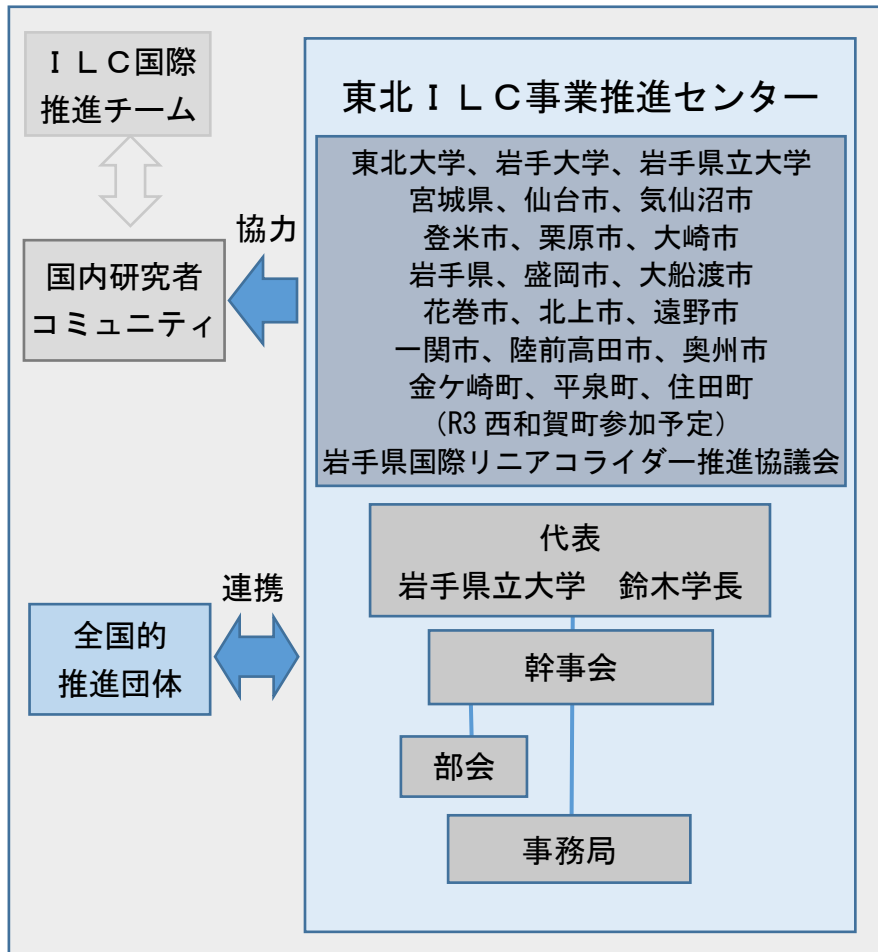 ＩＬＣ国際
推進チーム
国内研究者
コミュニティ
協力
東北ＩＬＣ事業推進センター
東北大学、岩手大学、岩手県立大学
宮城県、仙台市、気仙沼市
登米市、栗原市、大崎市
岩手県、盛岡市、大船渡市
花巻市、北上市、遠野市
一関市、陸前高田市、奥州市
金ケ崎町、平泉町、住田町
（R3 西和賀町参加予定）
岩手県国際リニアコライダー推進協議会
代表
岩手県立大学　鈴木学長
連携
全国的
推進団体
幹事会
部会
事務局